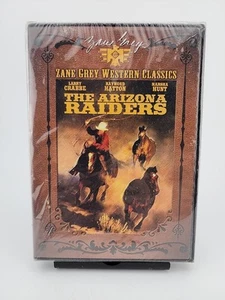 Zane Grey
ZANE GREY WESTERN CLASSICS
LARRY CRABBE RAYMOND HATTON MARSHA HUNT
THE ARIZONA RAIDERS